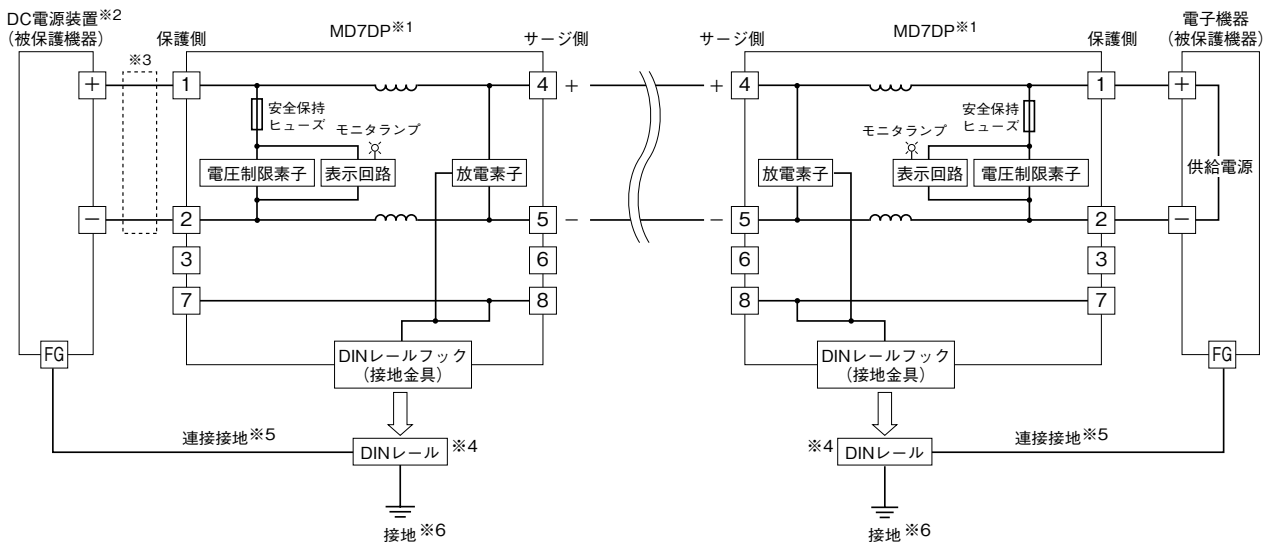 DC電源装置※2
（被保護機器）
※3
保護側
MD7DP※1
サージ側
サージ側
MD7DP※1
保護側
電子機器
（被保護機器）
＋
1
4
＋
＋
4
1
＋
安全保持
ヒューズ
モニタランプ
電圧制限素子
表示回路
放電素子
放電素子
モニタランプ
表示回路
安全保持
ヒューズ
電圧制限素子
供給電源
－
2
5
－
－
5
2
－
3
6
6
3
7
8
8
7
FG
DINレールフック
（接地金具）
DINレールフック
（接地金具）
FG
連接接地※5
DINレール
※4
※4
DINレール
連接接地※5
接地※6
接地※6